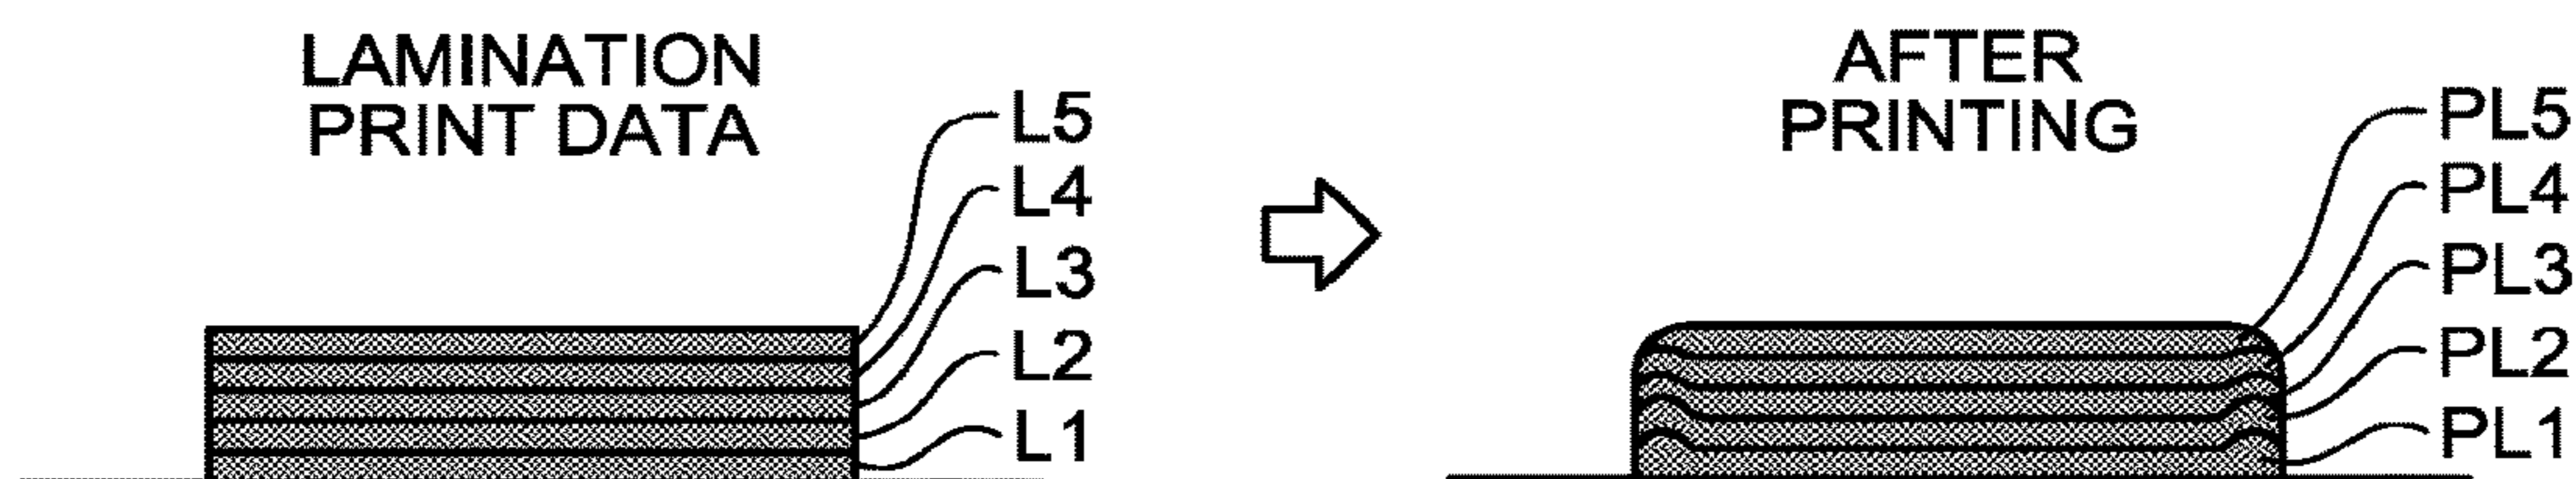 LAMINATION
PRINT DATA
L5
L4
L3
L2
L1
AFTER
PRINTING
PL5
PL4
PL3
PL2
PL1